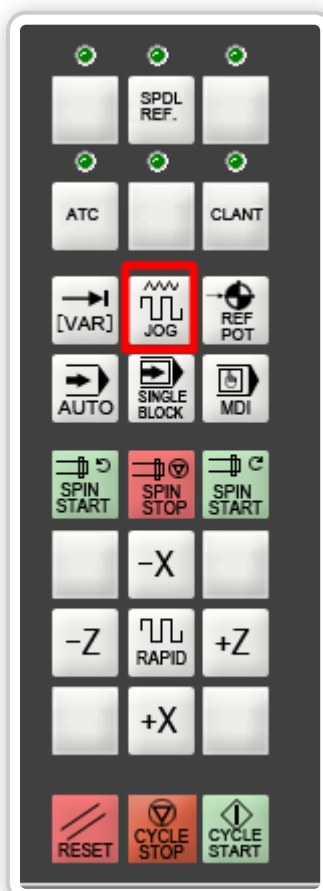 SPDL
REF.
ATC
CLANT
[VAR]
JOG
REF
POT
AUTO
SINGLE
BLOCK
MDI
SPIN
START
SPIN
STOP
SPIN
START
-X
-Z
RAPID
+Z
+X
RESET
CYCLE
STOP
CYCLE
START